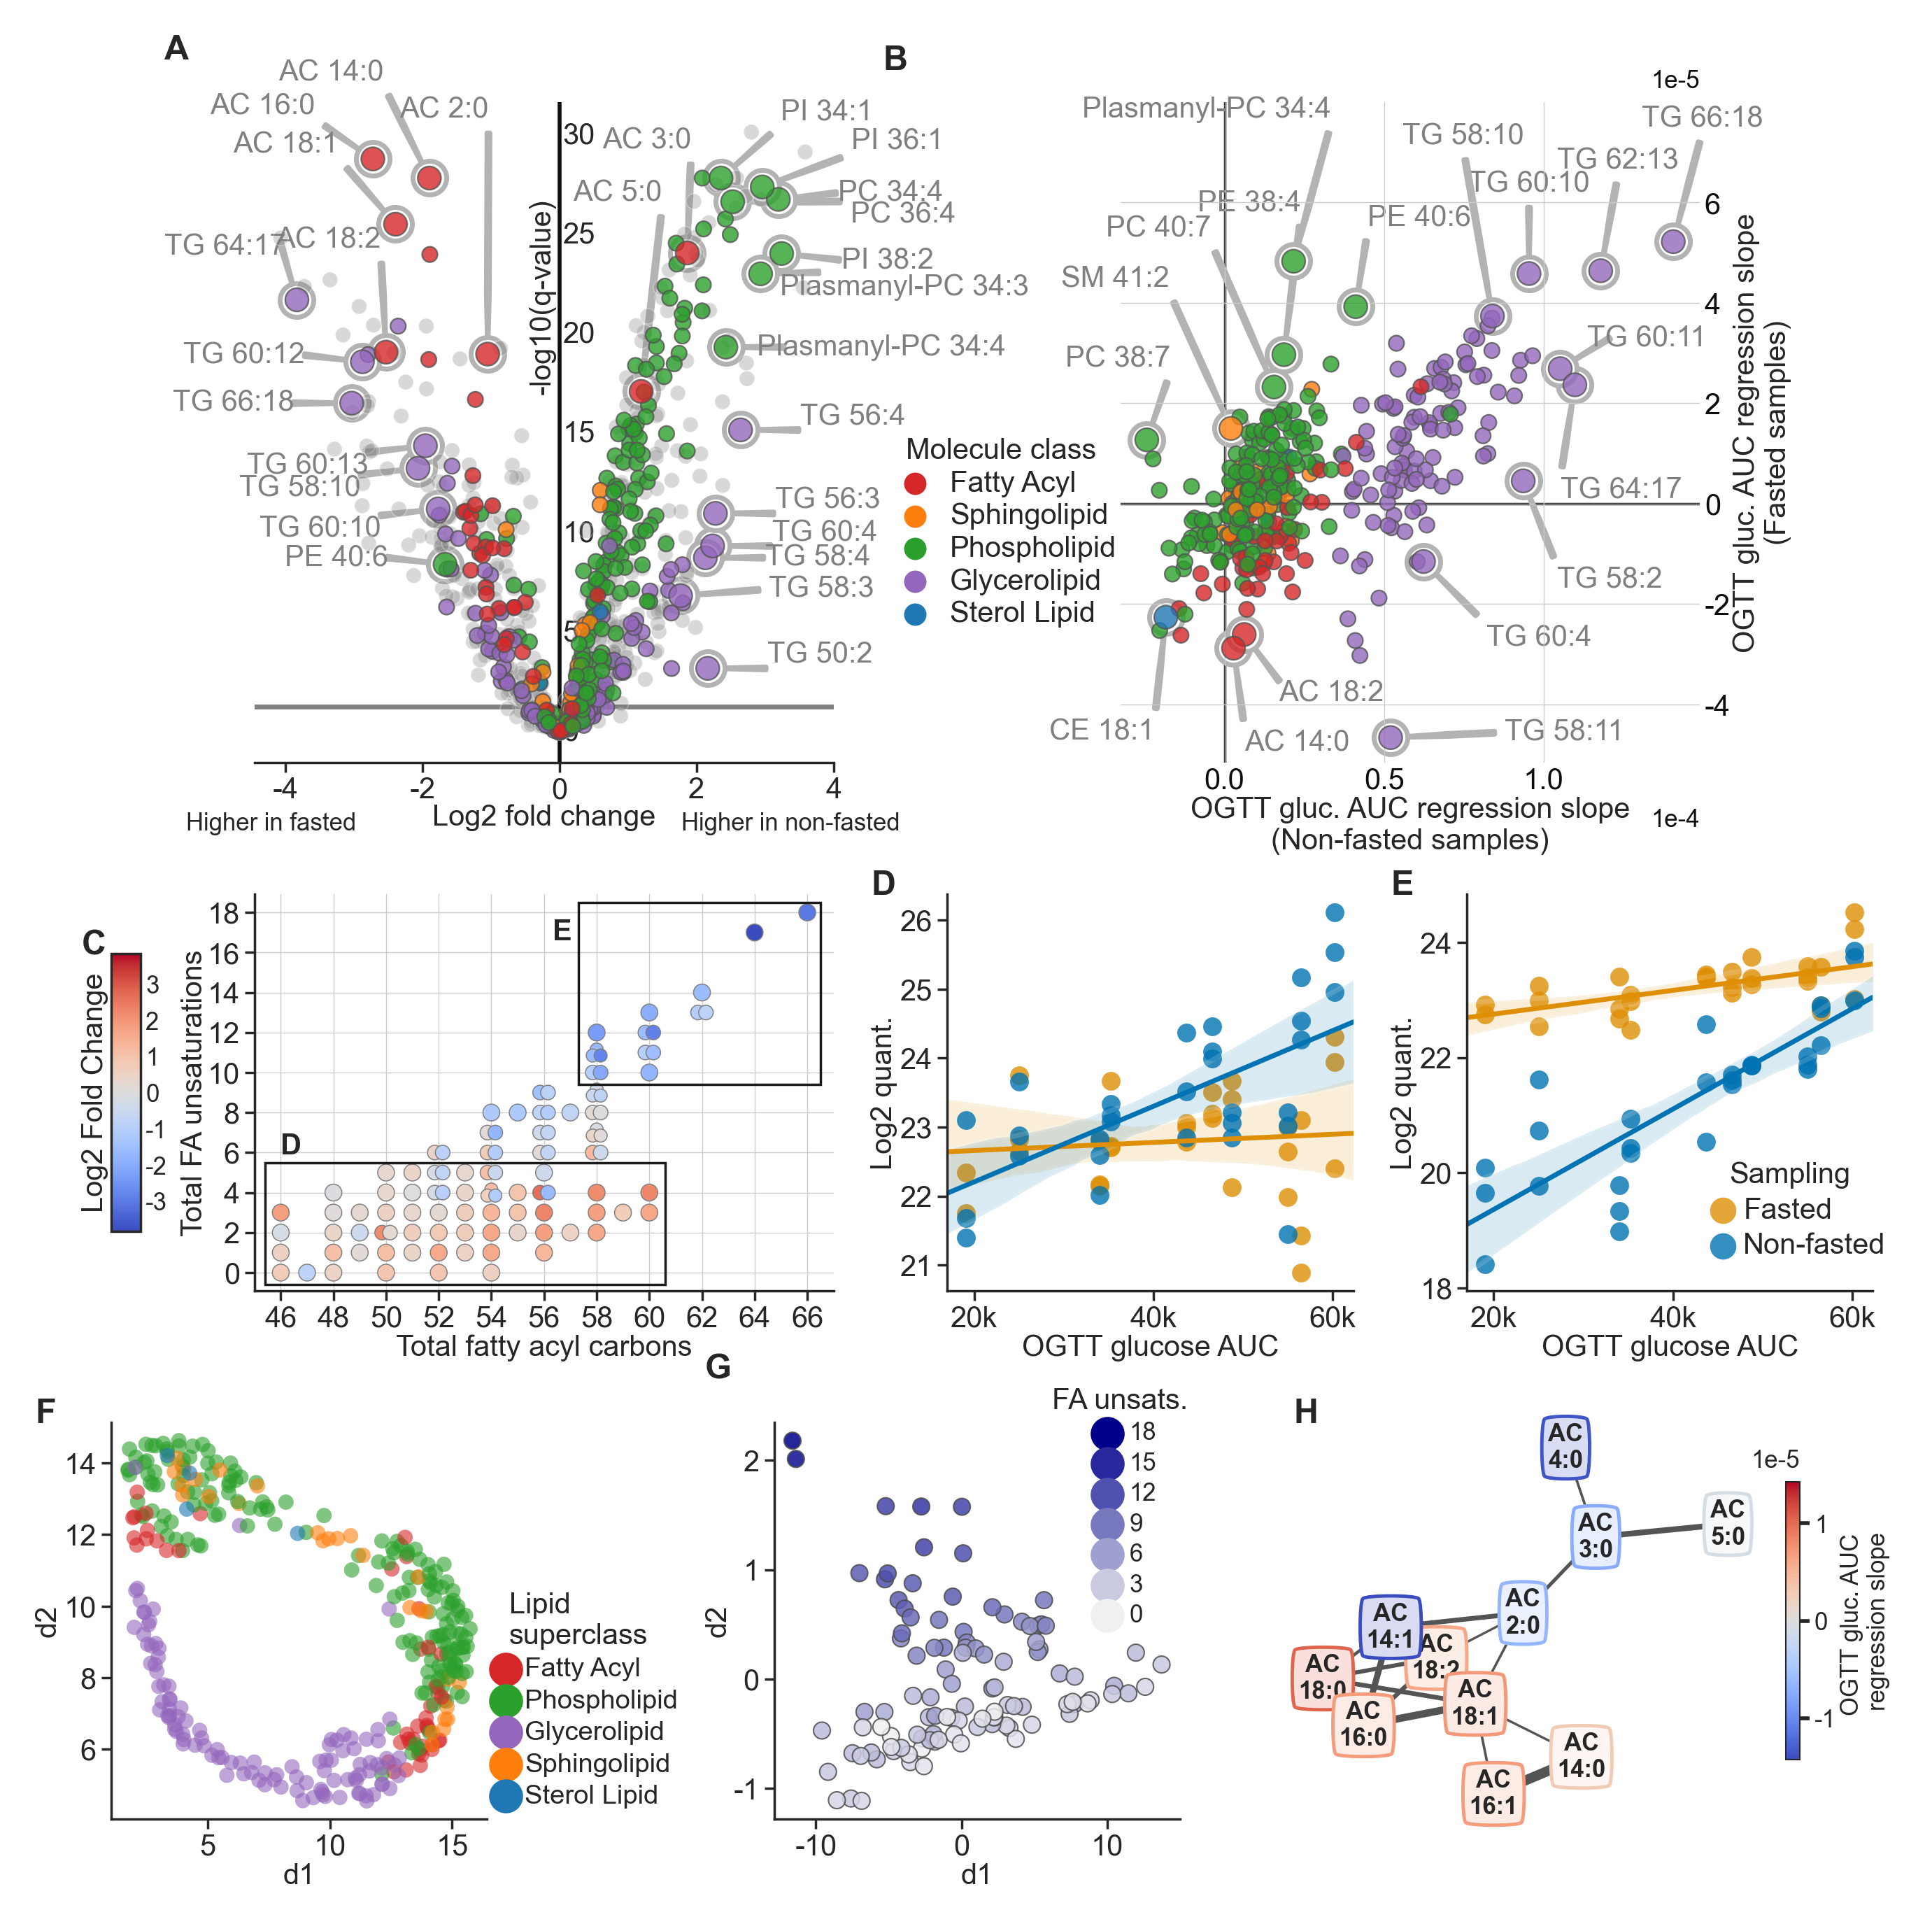 A
AC 14:0
AC 16:0
AC 2:0
AC 18:1
TG 64:17
AC 18:2
TG 60:12
TG 66:18
TG 60:13
TG 58:10
TG 60:10
PE 40:6
AC 3:0
AC 5:0
PI 34:1
PI 36:1
PC 34:4
PC 36:4
PI 38:2
Plasmanyl-PC 34:3
Plasmanyl-PC 34:4
TG 56:4
TG 56:3
TG 60:4
TG 58:4
TG 58:3
TG 50:2
-log10(q-value)
30
25
20
15
10
5
0
-4
-2
0
2
4
Higher in fasted
Log2 fold change
Higher in non-fasted
Molecule class
Fatty Acyl
Sphingolipid
Phospholipid
Glycerolipid
Sterol Lipid
B
1e-5
Plasmanyl-PC 34:4
TG 58:10
TG 66:18
TG 62:13
TG 60:10
PE 38:4
PE 40:6
PC 40:7
SM 41:2
PC 38:7
TG 60:11
TG 64:17
TG 58:2
TG 60:4
AC 18:2
CE 18:1
AC 14:0
TG 58:11
6
4
2
0
-2
-4
OGTT gluc. AUC regression slope
(Fasted samples)
0.0
0.5
1.0
OGTT gluc. AUC regression slope
(Non-fasted samples)
1e-4
C
Log2 Fold Change
3
2
1
0
-1
-2
-3
Total FA unsaturations
18
16
14
12
10
8
6
4
2
0
E
D
46
48
50
52
54
56
58
60
62
64
66
Total fatty acyl carbons
D
Log2 quant.
26
25
24
23
22
21
20k
40k
60k
OGTT glucose AUC
E
Log2 quant.
24
22
20
18
Sampling
Fasted
Non-fasted
20k
40k
60k
OGTT glucose AUC
F
d2
14
12
10
8
6
5
10
15
d1
Lipid
superclass
Fatty Acyl
Phospholipid
Glycerolipid
Sphingolipid
Sterol Lipid
G
d2
2
1
0
-1
-10
0
10
d1
FA unsats.
18
15
12
9
6
3
0
H
AC
4:0
AC
3:0
AC
5:0
AC
2:0
AC
14:1
AC
18:2
AC
18:0
AC
16:0
AC
18:1
AC
14:0
AC
16:1
1e-5
1
0
-1
OGTT gluc. AUC
regression slope